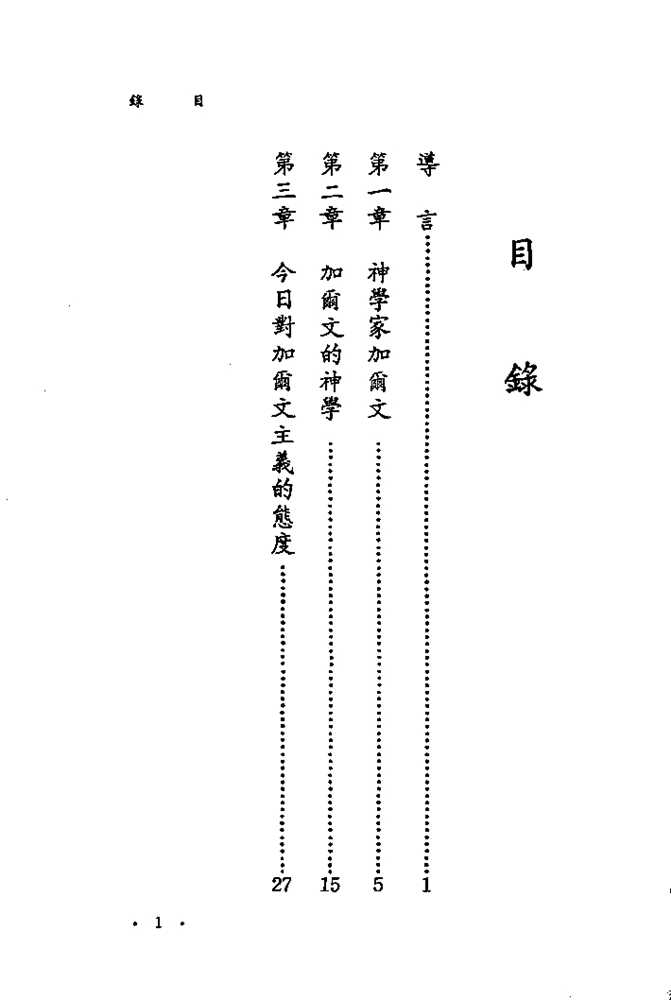 目錄
目錄
導言……1
第一章 神學家加爾文……5
第二章 加爾文的神學……15
第三章 今日對加爾文主義的態度……27
· 1 ·